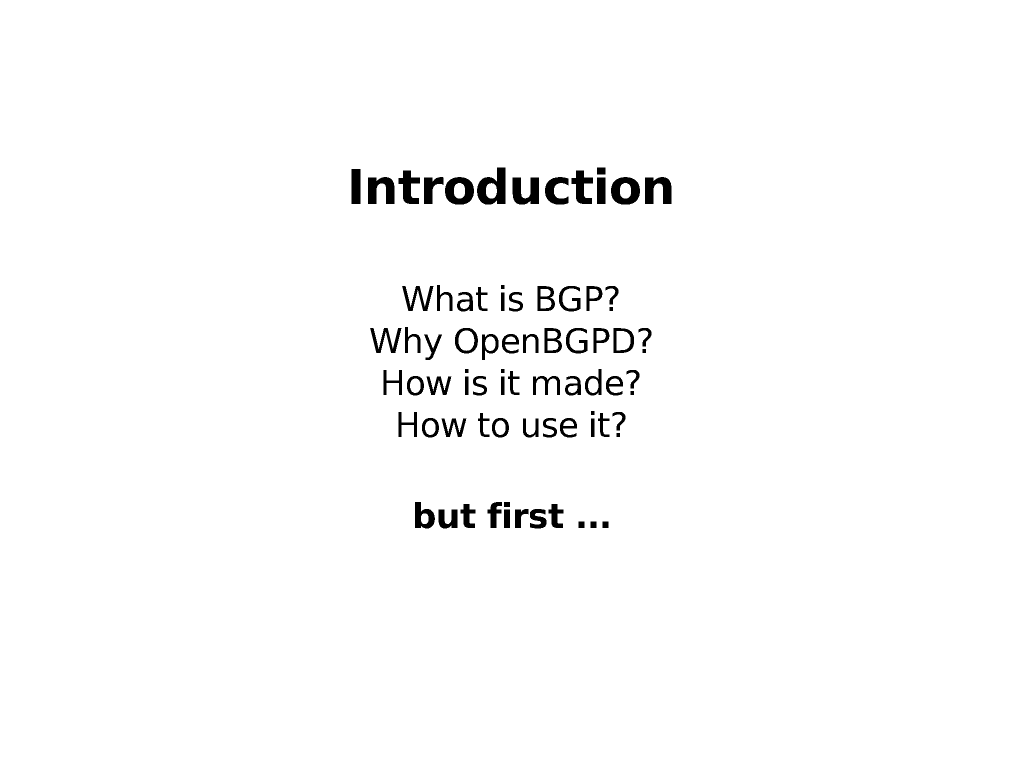 Introduction
What is BGP?
Why OpenBGPD?
How is it made?
How to use it?
but first ...